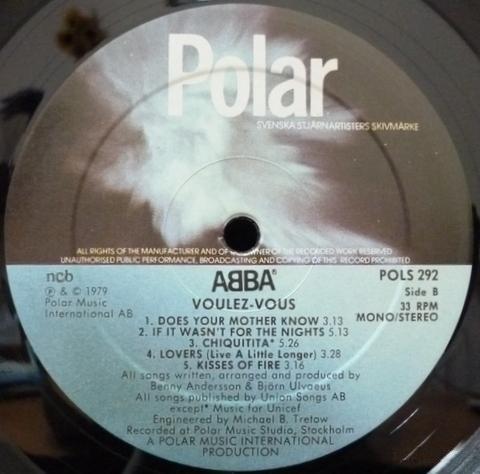 Polar
SVENSKA STJÄRNARTISTERS SKIVMÄRKE
ALL RIGHTS OF THE MANUFACTURER AND OF OWNER OF THE RECORDED WORK RESERVED
UNAUTHORISED PUBLIC PERFORMANCE, BROADCASTING AND COPYING OF THIS RECORD PROHIBITED
ncb ABBA® POLS 292
℗ & © 1979 VOULEZ-VOUS Side B
Polar Music 33 RPM
International AB MONO/STEREO
1. DOES YOUR MOTHER KNOW 3.13
2. IF IT WASN'T FOR THE NIGHTS 5.13
3. CHIQUITITA* 5.26
4. LOVERS (Live A Little Longer) 3.28
5. KISSES OF FIRE 3.16
All songs written, arranged and produced by
Benny Andersson & Björn Ulvaeus
All songs published by Union Songs AB
except* Music for Unicef
Engineered by Michael B. Tretow
Recorded at Polar Music Studio, Stockholm
A POLAR MUSIC INTERNATIONAL
PRODUCTION